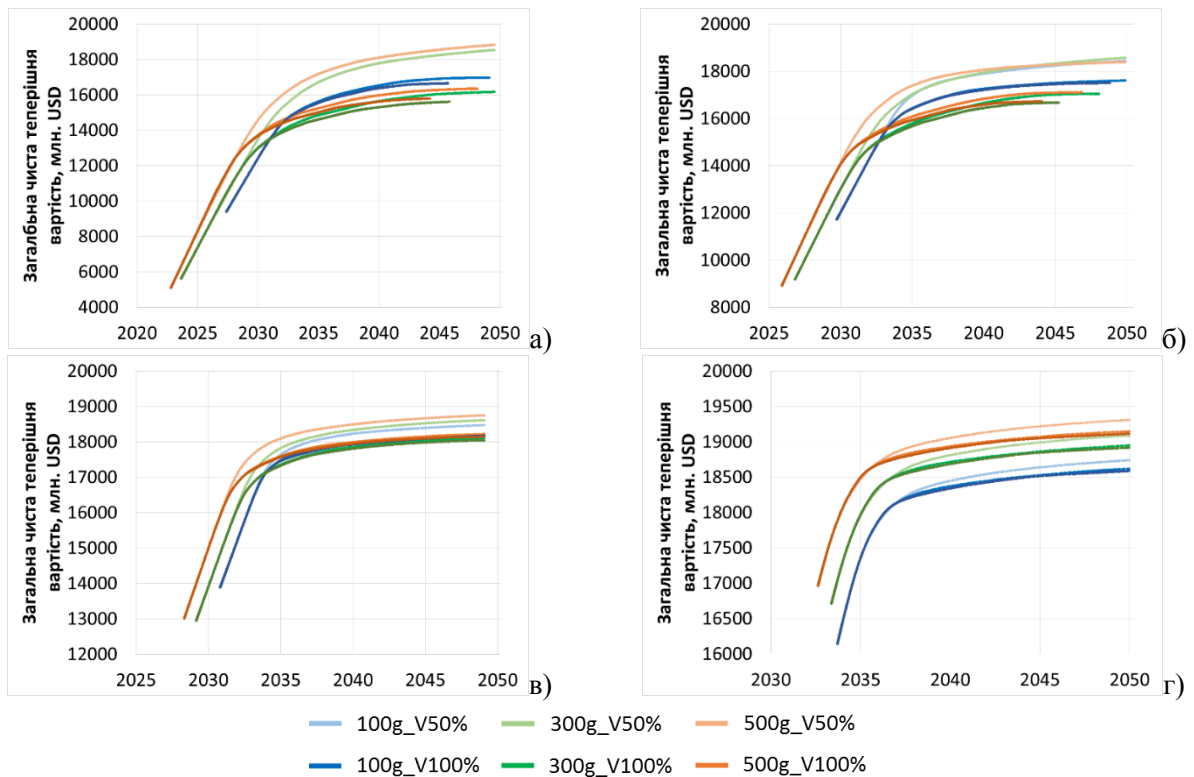 Загалбьна чиста теперішня
вартість, млн. USD
20000
18000
16000
14000
12000
10000
8000
6000
4000
2020 2025 2030 2035 2040 2045 2050
а)
Загальна чиста теперішня
вартість, млн. USD
20000
18000
16000
14000
12000
10000
8000
2025 2030 2035 2040 2045 2050
б)
Загальна чиста теперішня
вартість, млн. USD
20000
19000
18000
17000
16000
15000
14000
13000
12000
2025 2030 2035 2040 2045 2050
в)
Загальна чиста теперішня
вартість, млн. USD
20000
19500
19000
18500
18000
17500
17000
16500
16000
2030 2035 2040 2045 2050
г)
100g_V50% 300g_V50% 500g_V50%
100g_V100% 300g_V100% 500g_V100%